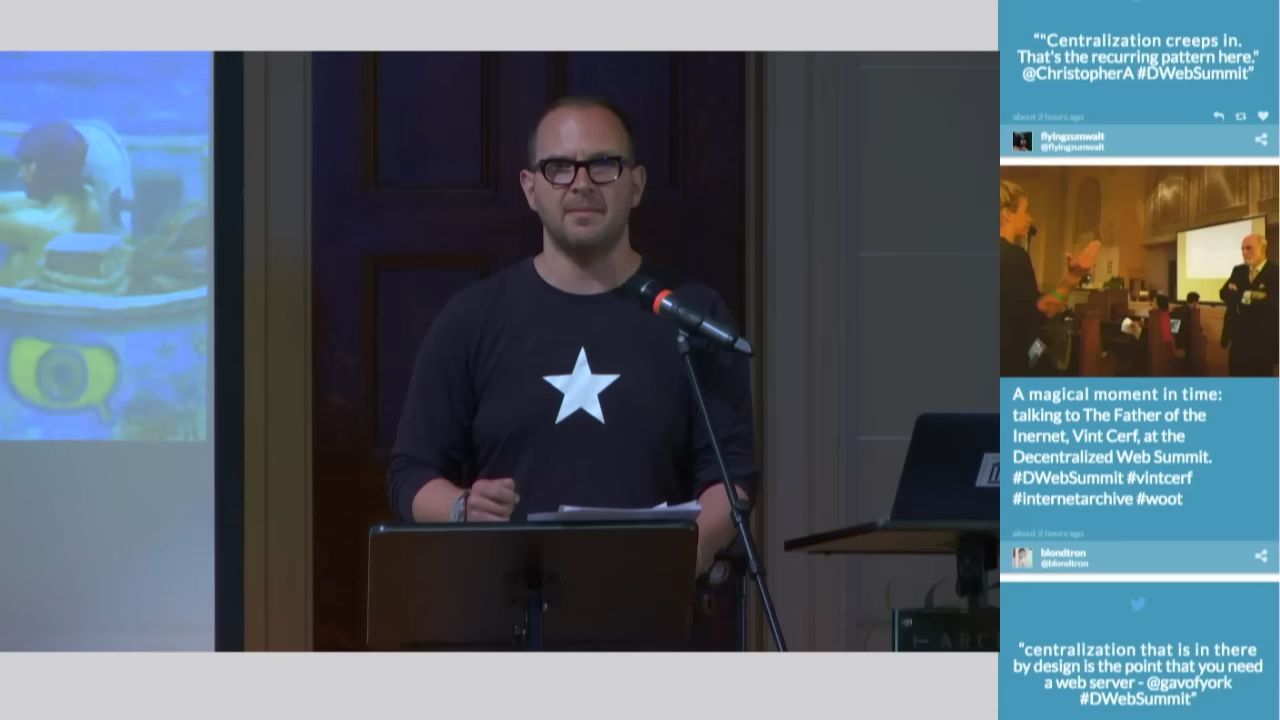 “"Centralization creeps in.
That's the recurring pattern here."
@ChristopherA #DWebSummit”
about 2 hours ago
flyingzumwalt
@flyingzumwalt
A magical moment in time:
talking to The Father of the
Inernet, Vint Cerf, at the
Decentralized Web Summit.
#DWebSummit #vintcerf
#internetarchive #woot
about 2 hours ago
blondtron
@blondtron
“centralization that is in there
by design is the point that you need
a web server - @gavofyork
#DWebSummit”